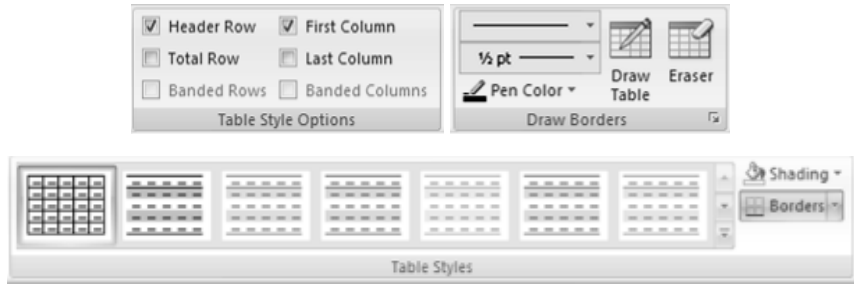 Header Row First Column
Total Row Last Column
Banded Rows Banded Columns
Table Style Options
½ pt
Pen Color
Draw Table
Eraser
Draw Borders
Shading
Borders
Table Styles